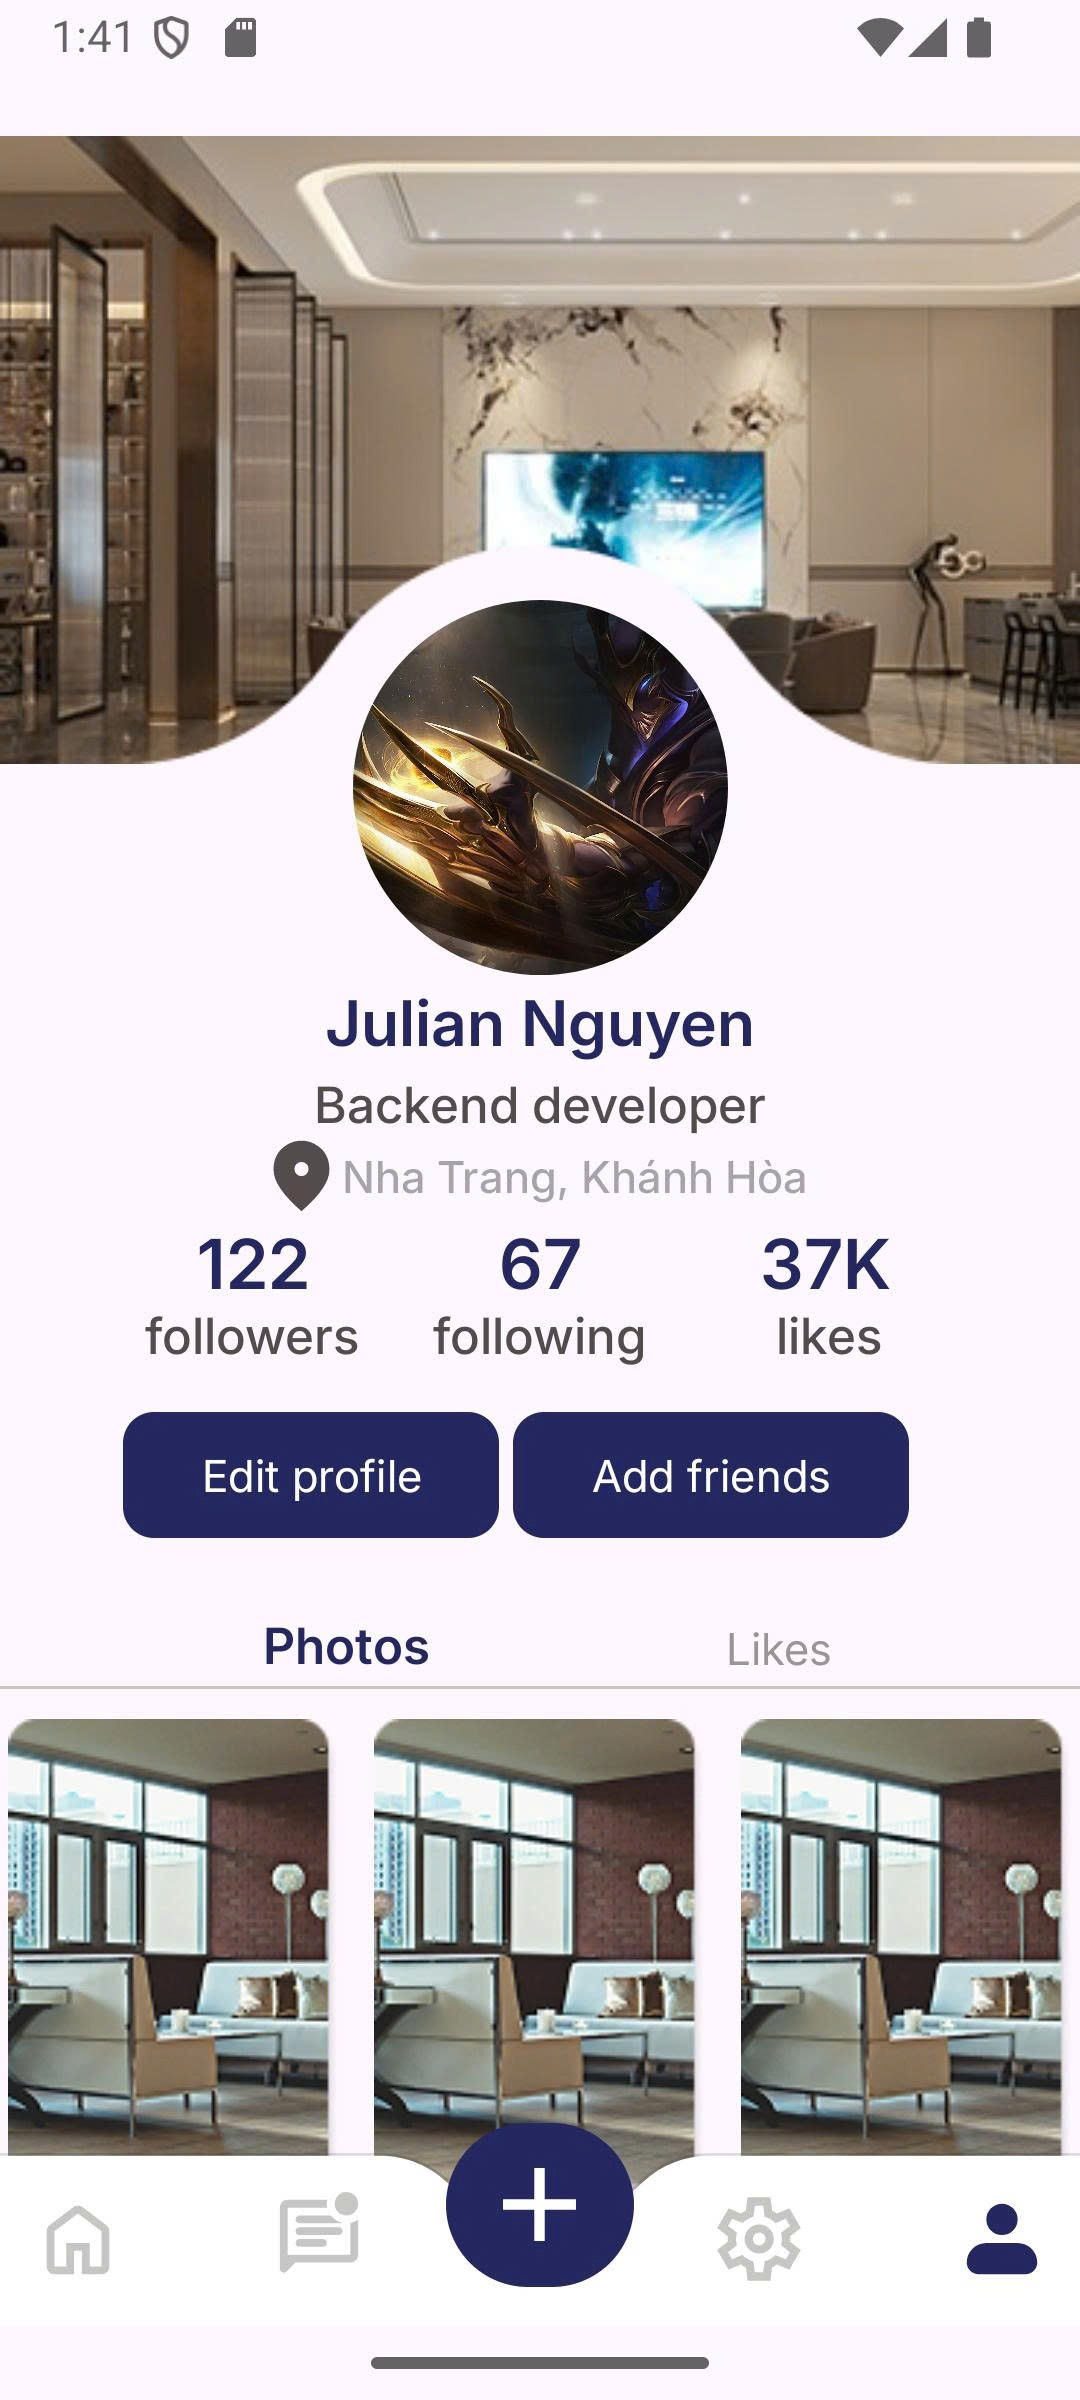 1:41
Julian Nguyen
Backend developer
Nha Trang, Khánh Hòa
122 67 37K
followers following likes
Edit profile Add friends
Photos Likes